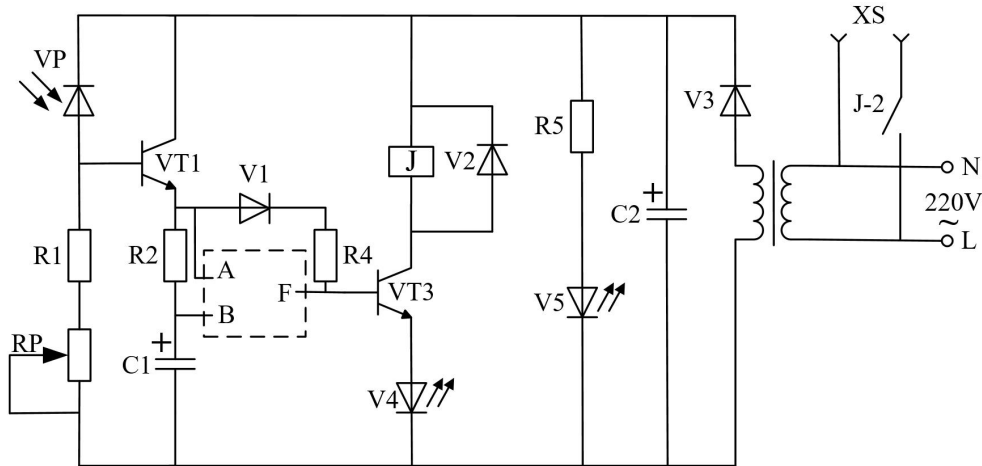 XS
VP
V3
J-2
R5
VT1
J
V2
V1
N
C2
220V
~
R1
R2
R4
A
L
F
VT3
V5
B
RP
C1
V4